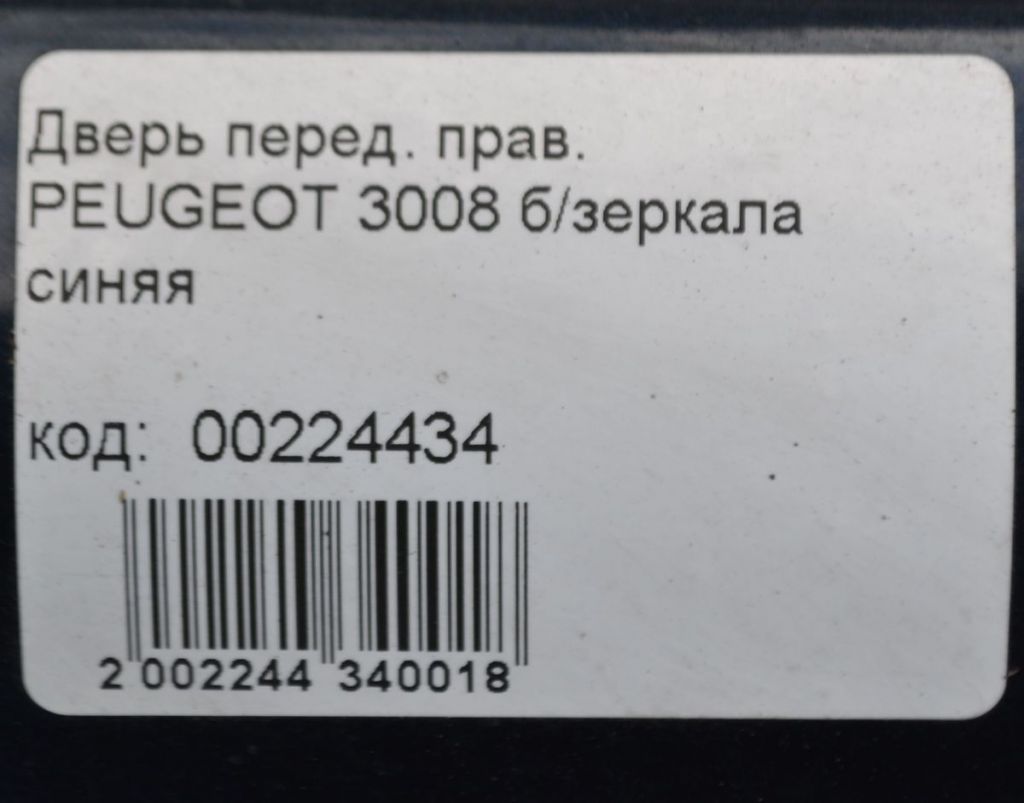 Дверь перед. прав.
PEUGEOT 3008 б/зеркала
синяя
код: 00224434
2 002244 340018